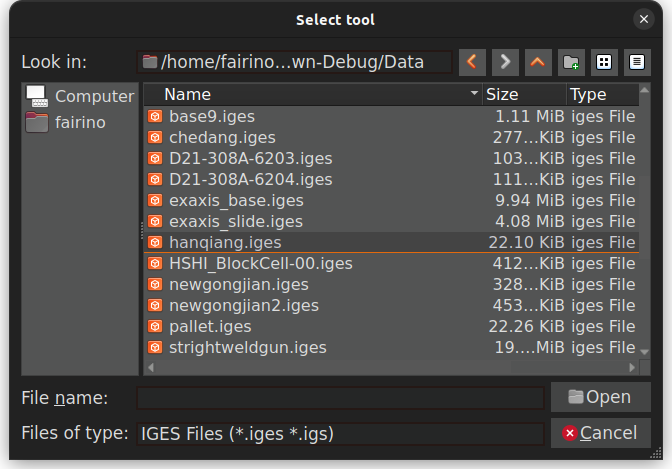 Select tool
Look in: /home/fairino...wn-Debug/Data
Computer
fairino
Name Size Type
base9.iges 1.11 MiB iges File
chedang.iges 277...KiB iges File
D21-308A-6203.iges 103...KiB iges File
D21-308A-6204.iges 111...KiB iges File
exaxis_base.iges 9.94 MiB iges File
exaxis_slide.iges 4.08 MiB iges File
hanqiang.iges 22.10 KiB iges File
HSHI_BlockCell-00.iges 412...KiB iges File
newgongjian.iges 328...KiB iges File
newgongjian2.iges 453...KiB iges File
pallet.iges 22.26 KiB iges File
strightweldgun.iges 19....MiB iges File
File name: Open
Files of type: IGES Files (*.iges *.igs) Cancel